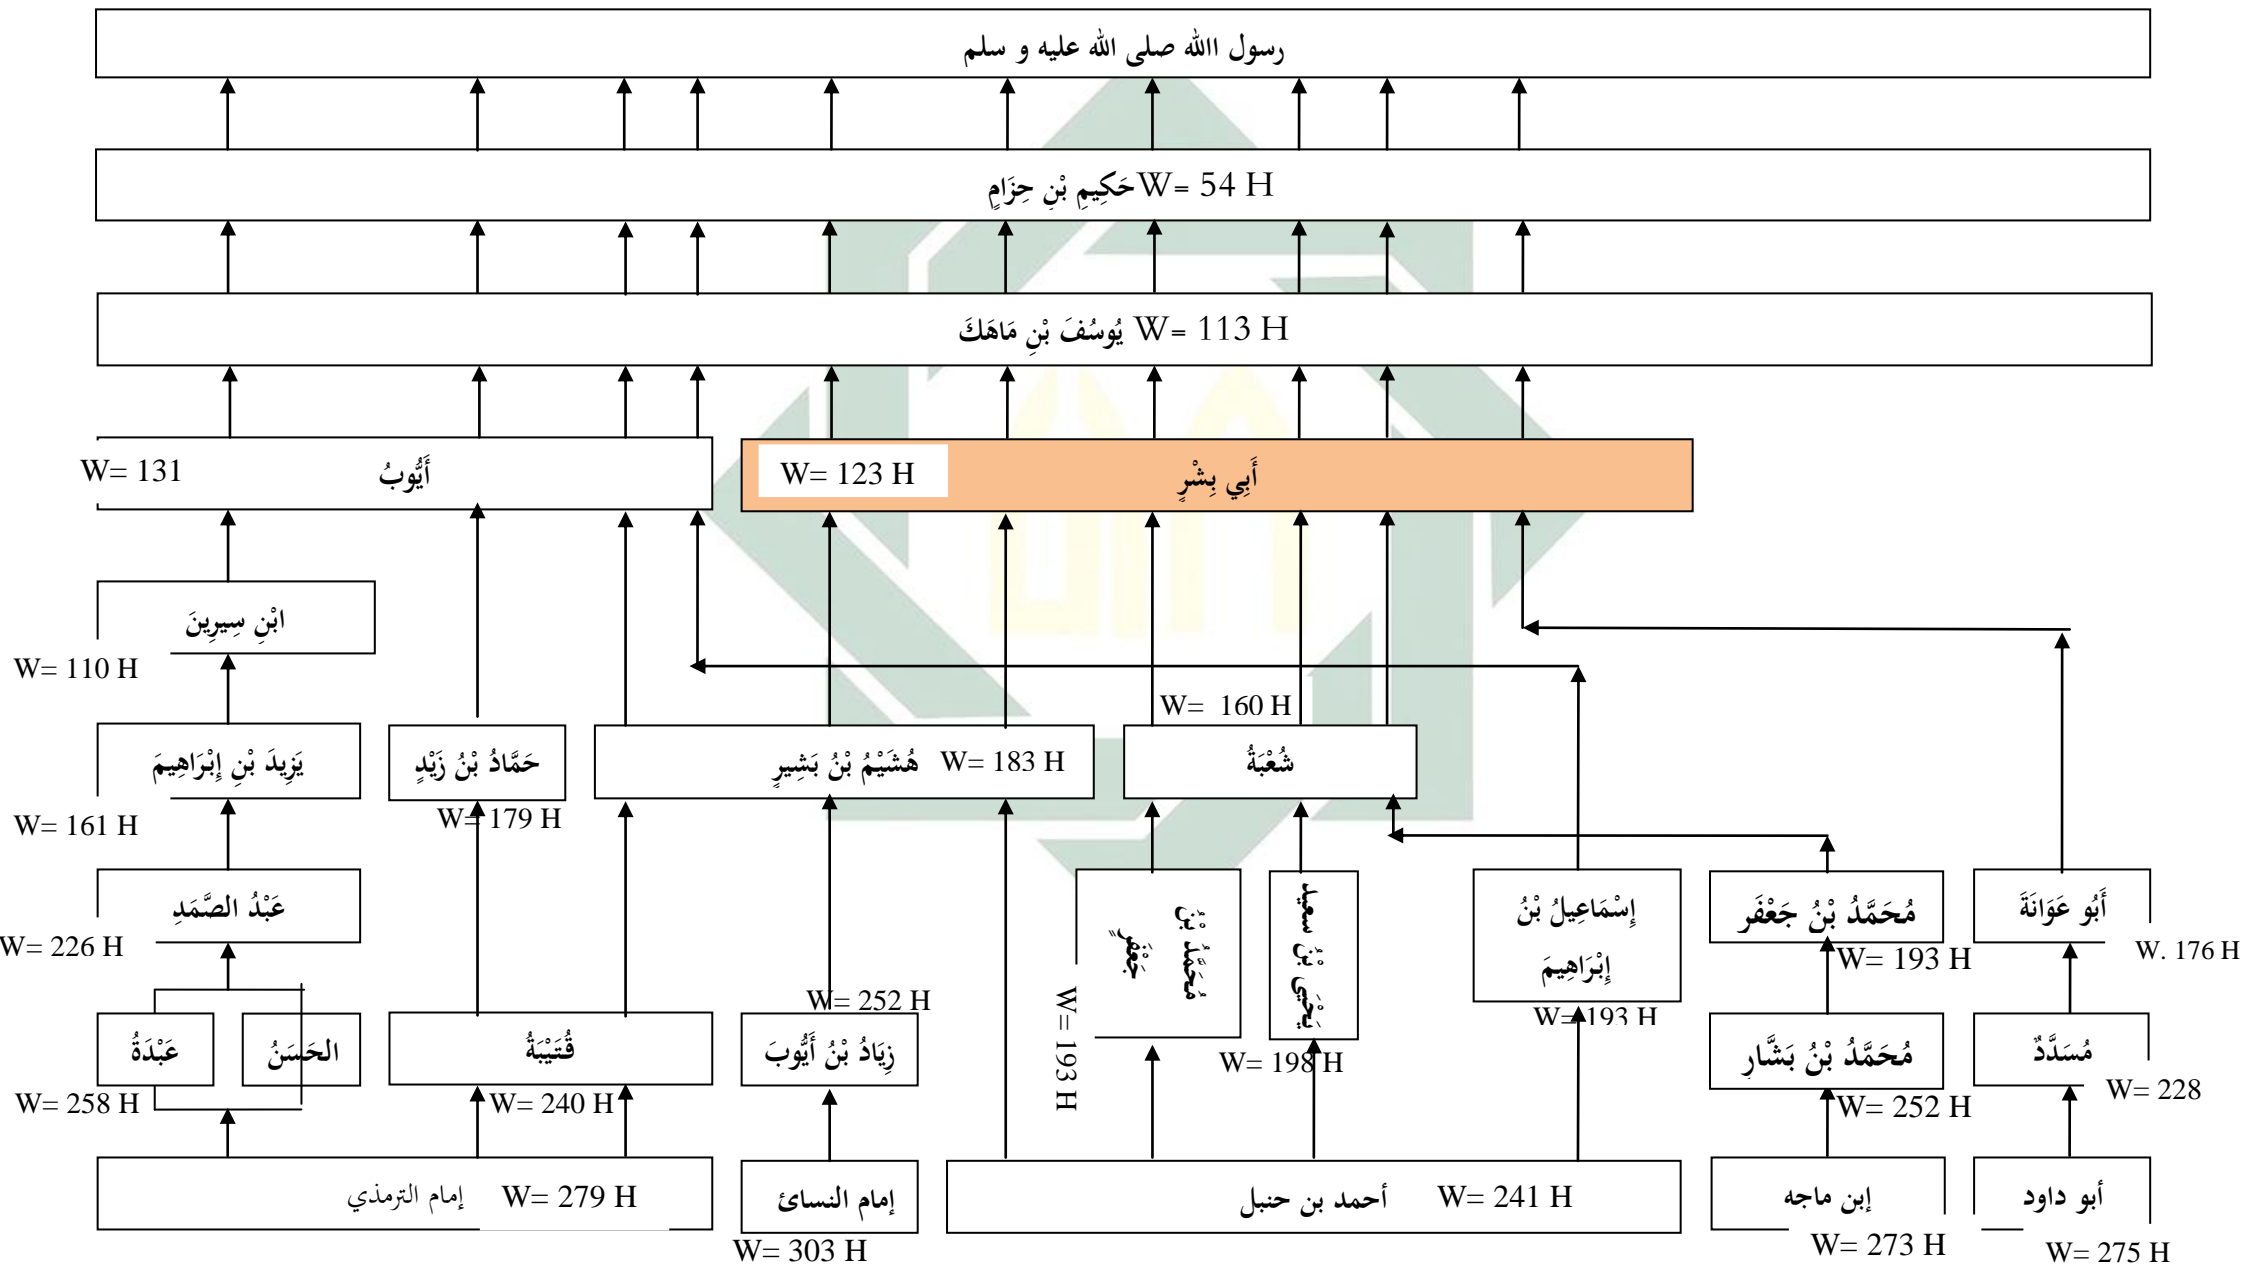 رسول االله صلى الله عليه و سلم
حَكِيمِ بْنِ حِزَامٍ W= 54 H
يُوسُفَ بْنِ مَاهَكَ W= 113 H
W= 131
أَيُّوبُ
W= 123 H
أَبِي بِشْرٍ
ابْنِ سِيرِينَ
W= 110 H
W= 160 H
يَزِيدَ بْنِ إِبْرَاهِيمَ
W= 161 H
حَمَّادُ بْنُ زَيْدٍ
W= 179 H
هُشَيْمُ بْنُ بَشِيرٍ W= 183 H
شُعْبَةُ
عَبْدُ الصَّمَدِ
W= 226 H
مُحَمَّدُ بْنُ
جَعْفَرٍ
W= 193 H
يَحْيَى بْنُ سعيد
W= 198 H
إِسْمَاعِيلُ بْنُ
إِبْرَاهِيمَ
W= 193 H
مُحَمَّدُ بْنُ جَعْفَر
W= 193 H
أَبُو عَوَانَةَ
W. 176 H
عَبْدَةُ
الحَسَنُ
W= 258 H
قُتَيْبَةُ
W= 240 H
W= 252 H
زِيَادُ بْنُ أَيُّوبَ
مُحَمَّدُ بْنُ بَشَّارٍ
W= 252 H
مُسَدَّدٌ
W= 228
إمام الترمذي W= 279 H
إمام النسائ
W= 303 H
أحمد بن حنبل W= 241 H
إبن ماجه
W= 273 H
أبو داود
W= 275 H